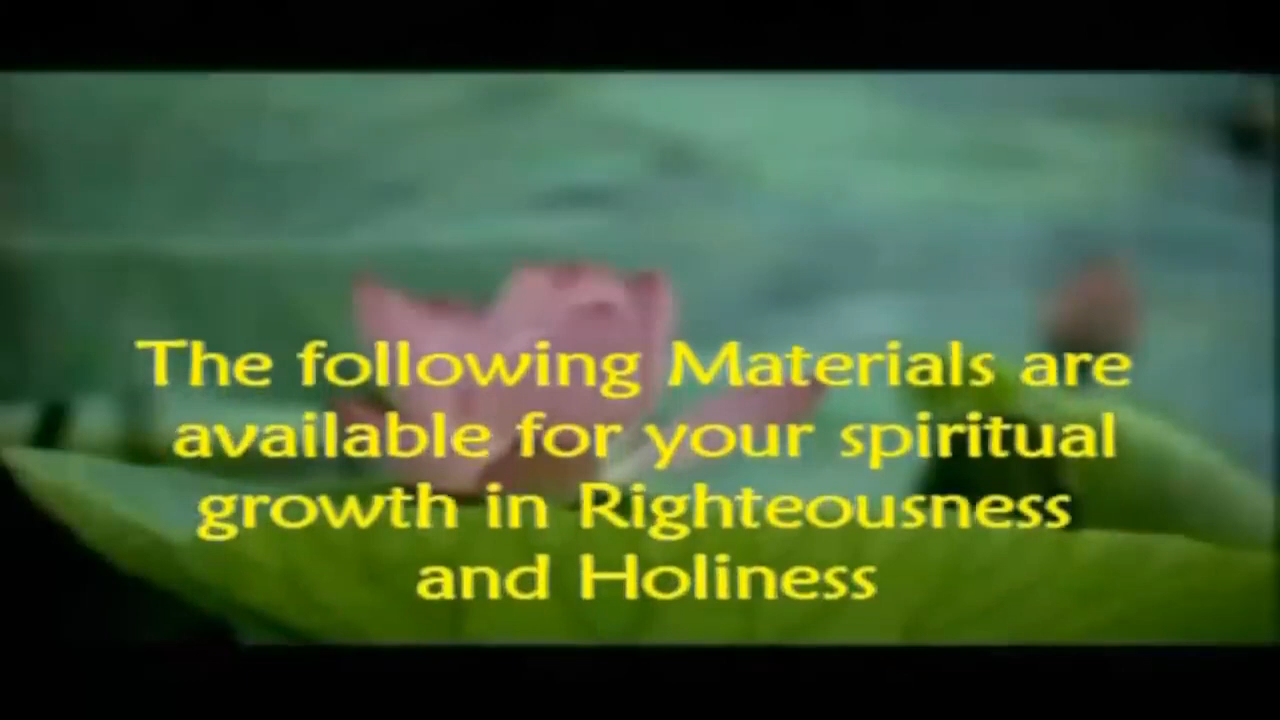 The following Materials are
available for your spiritual
growth in Righteousness
and Holiness